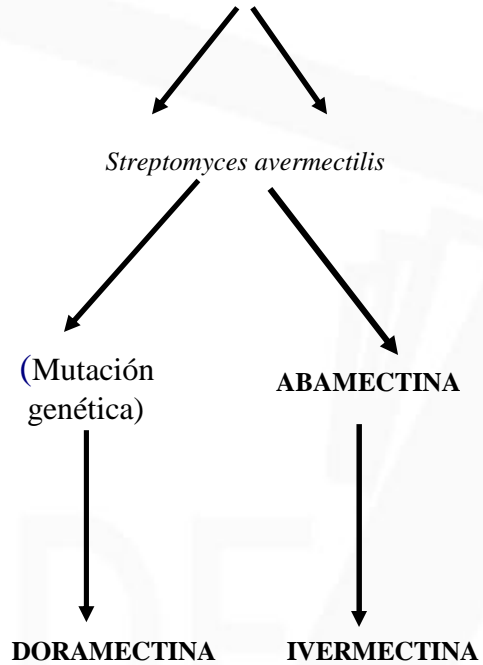 Streptomyces avermectilis
(Mutación
genética)
ABAMECTINA
DORAMECTINA
IVERMECTINA